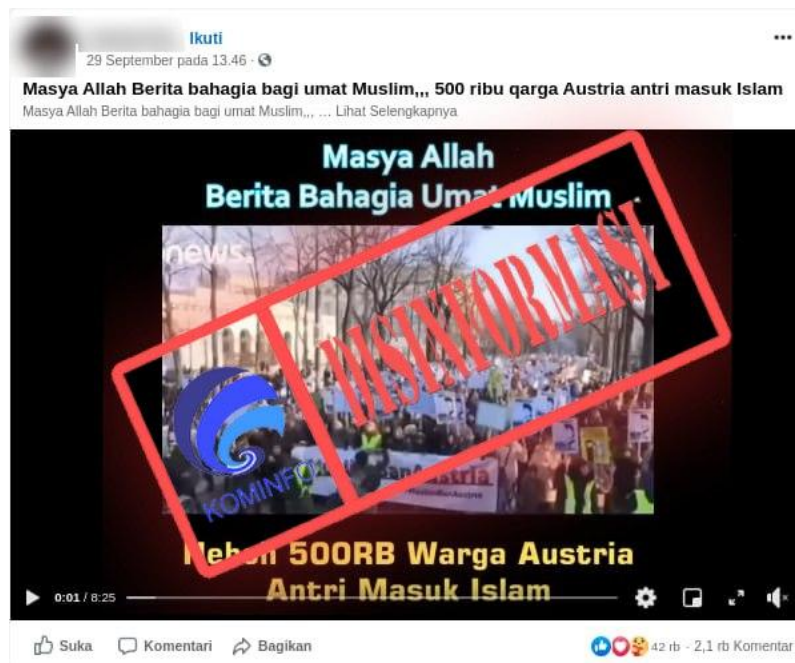 Ikuti
29 September pada 13.46 ·
Masya Allah Berita bahagia bagi umat Muslim,,, 500 ribu qarga Austria antri masuk Islam
Masya Allah Berita bahagia bagi umat Muslim,,, ... Lihat Selengkapnya
Masya Allah
Berita Bahagia Umat Muslim
news.
DISINFORMASI
KOMINFO
Austria
500RB Warga Austria
Antri Masuk Islam
0:01 / 8:25
Suka Komentari Bagikan 42 rb · 2,1 rb Komentar